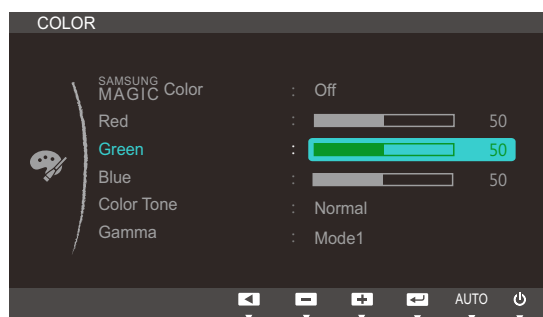 COLOR
SAMSUNG MAGIC Color : Off
Red : 50
Green : 50
Blue : 50
Color Tone : Normal
Gamma : Mode1
AUTO